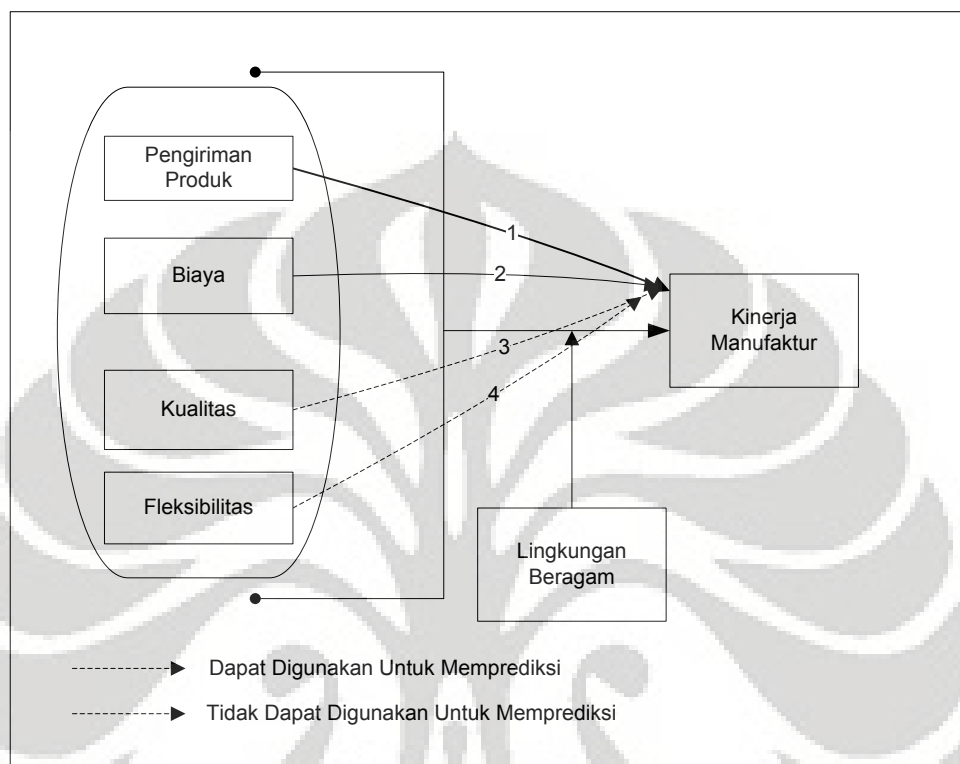 Pengiriman
Produk
1
Biaya
2
Kinerja
Manufaktur
3
Kualitas
4
Fleksibilitas
Lingkungan
Beragam
Dapat Digunakan Untuk Memprediksi
Tidak Dapat Digunakan Untuk Memprediksi